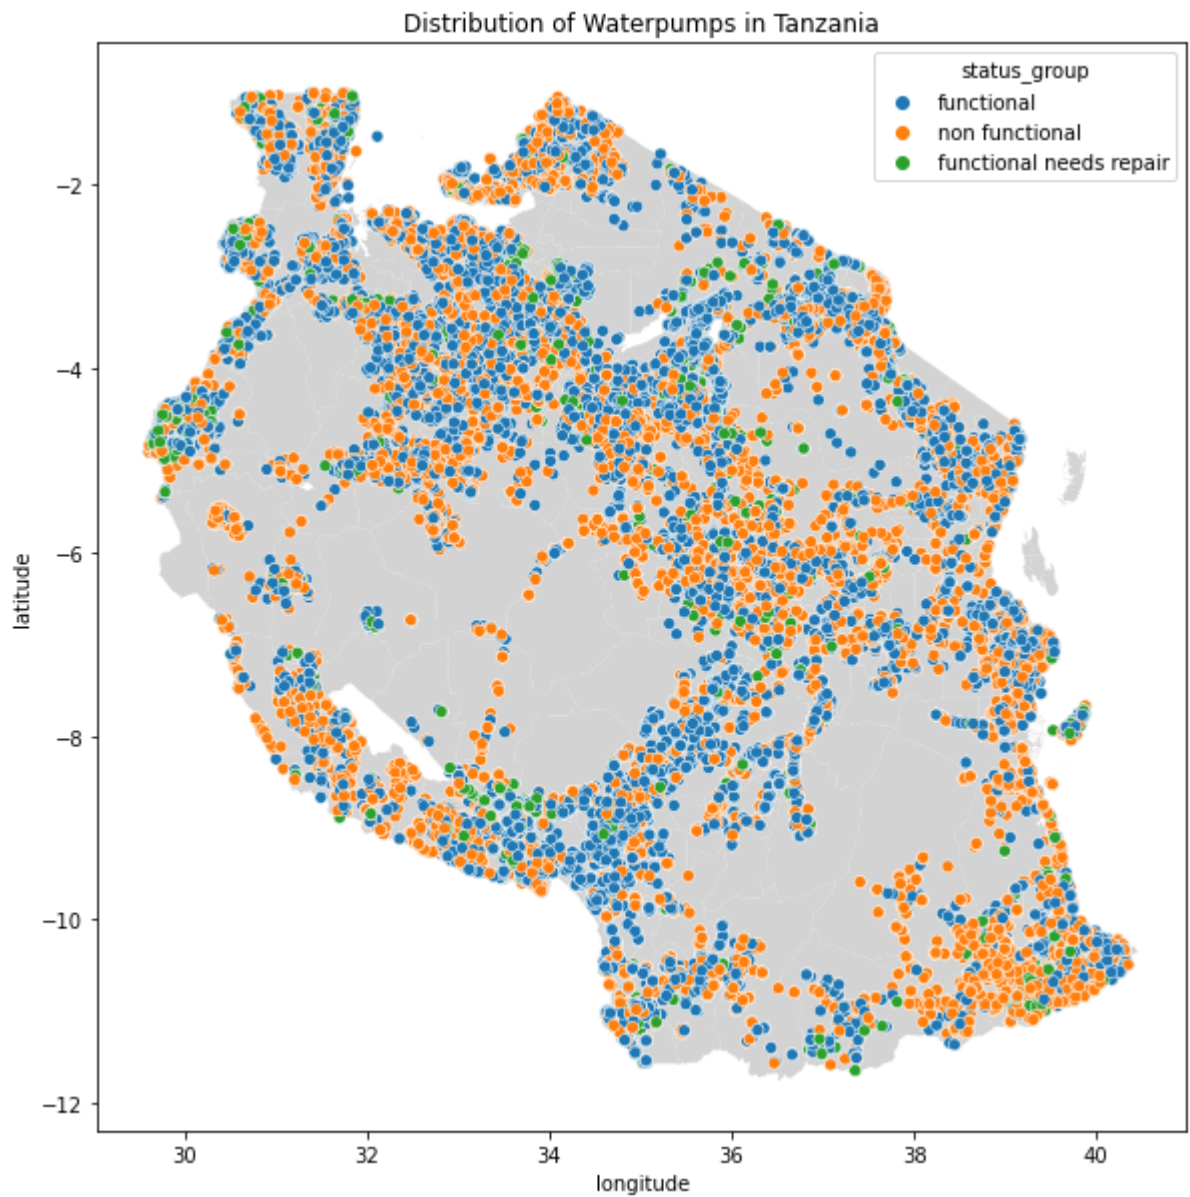 Distribution of Waterpumps in Tanzania
status_group
functional
non functional
functional needs repair
−2
−4
−6
−8
−10
−12
latitude
30 32 34 36 38 40
longitude